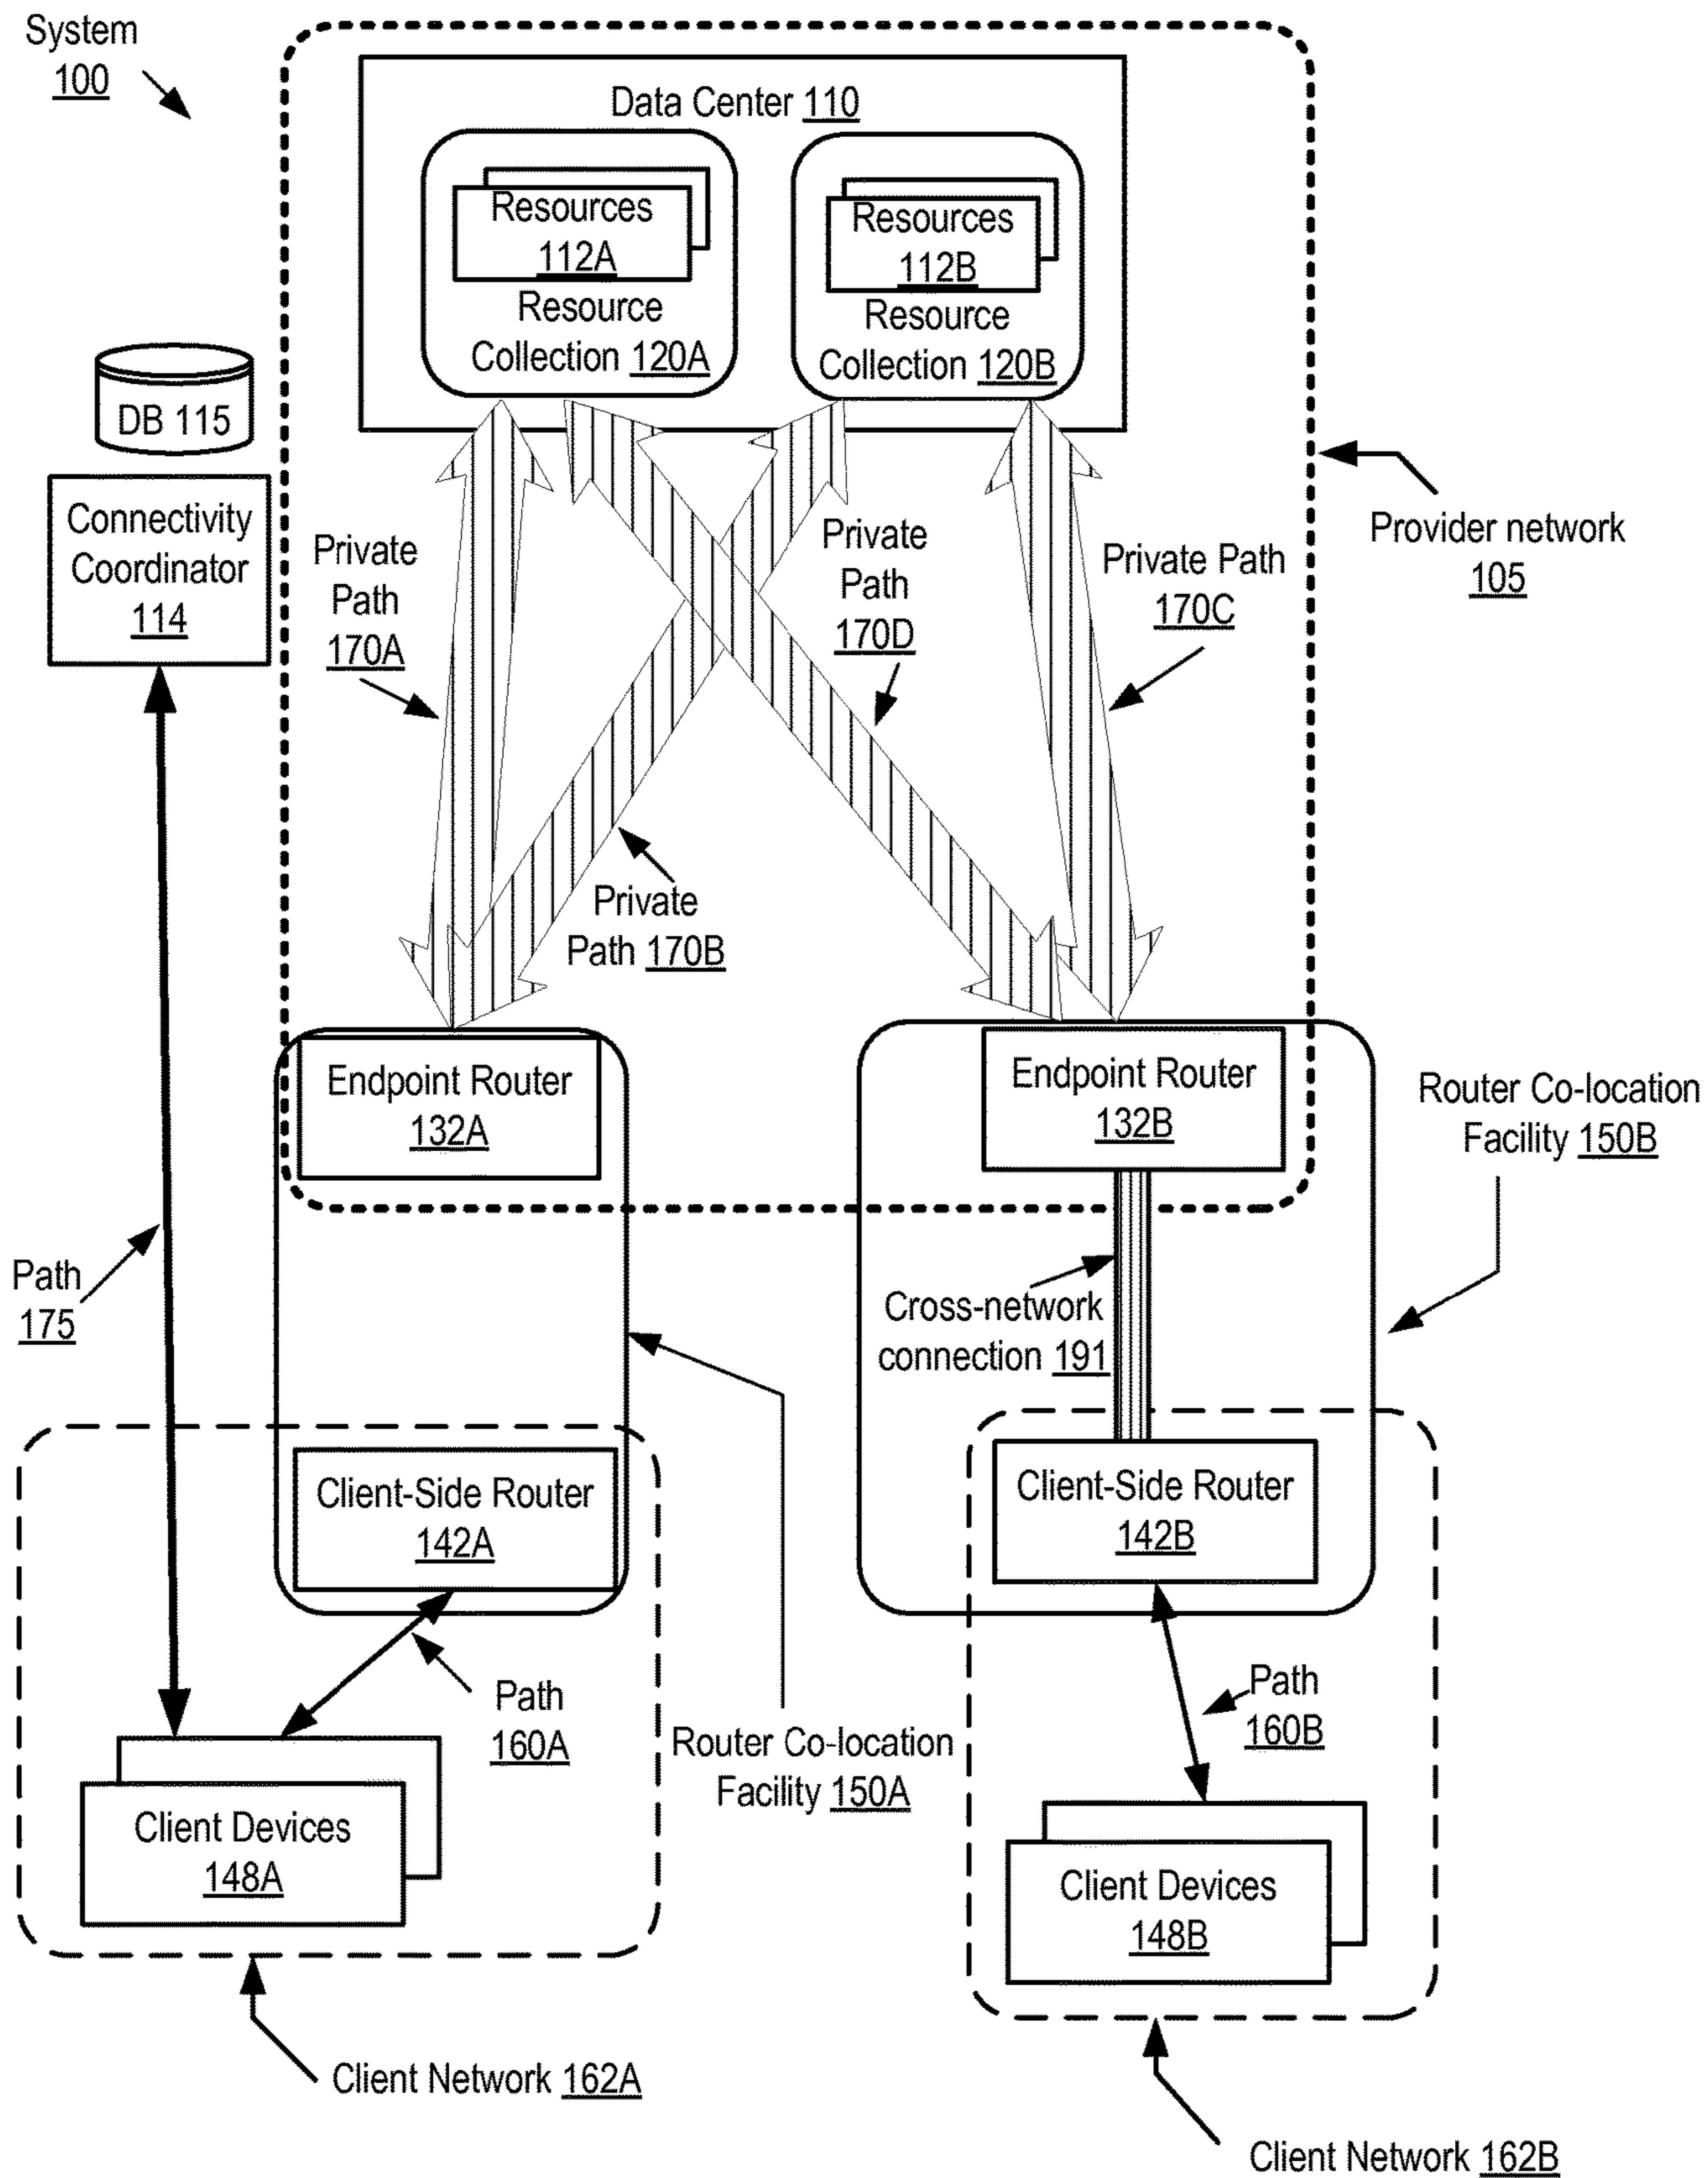 System
100
Data Center 110
Resources
112A
Resource
Collection 120A
Resources
112B
Resource
Collection 120B
DB 115
Connectivity
Coordinator
114
Private
Path
170A
Private
Path
170D
Private Path
170C
Provider network
105
Private
Path 170B
Endpoint Router
132A
Endpoint Router
132B
Router Co-location
Facility 150B
Path
175
Cross-network
connection 191
Client-Side Router
142A
Client-Side Router
142B
Path
160A
Path
160B
Router Co-location
Facility 150A
Client Devices
148A
Client Devices
148B
Client Network 162A
Client Network 162B